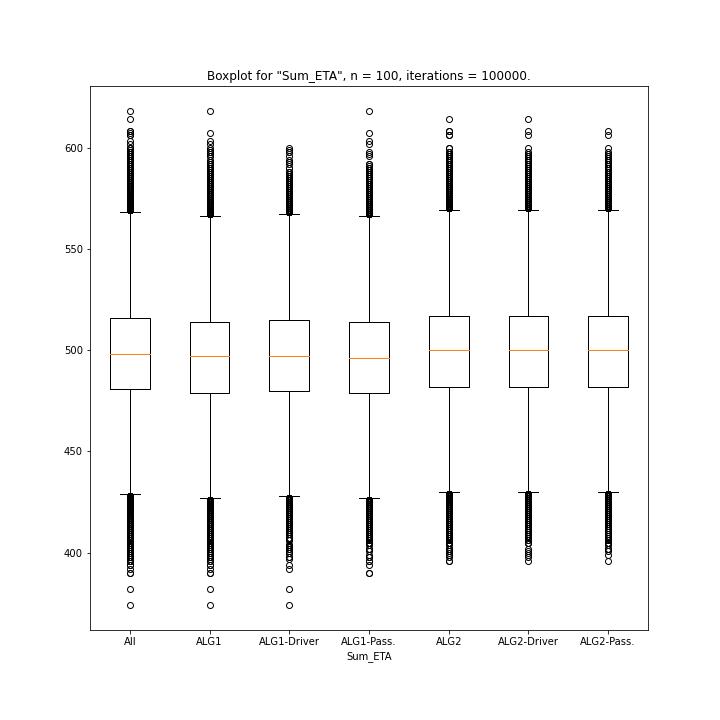 Boxplot for "Sum_ETA", n = 100, iterations = 100000.
600
550
500
450
400
All ALG1 ALG1-Driver ALG1-Pass. ALG2 ALG2-Driver ALG2-Pass.
Sum_ETA